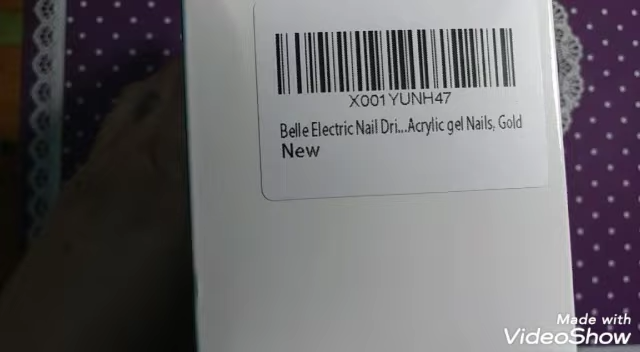 X001YUNH47
Belle Electric Nail Dri...Acrylic gel Nails, Gold
New
Made with
VideoShow